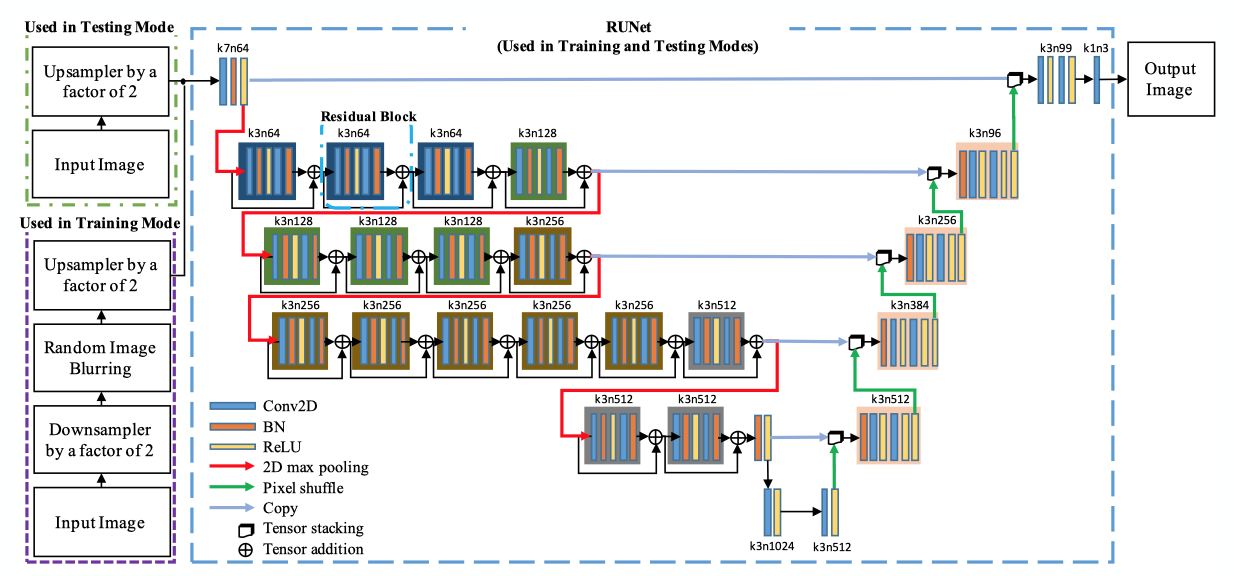 Used in Testing Mode
Upsampler by a
factor of 2
Input Image
Used in Training Mode
Upsampler by a
factor of 2
Random Image
Blurring
Downsampler
by a factor of 2
Input Image
RUNet
(Used in Training and Testing Modes)
k7n64
k3n99
k1n3
Output
Image
Residual Block
k3n64
k3n64
k3n64
k3n128
k3n96
k3n128
k3n128
k3n128
k3n256
k3n256
k3n256
k3n256
k3n256
k3n256
k3n256
k3n512
k3n384
k3n512
k3n512
k3n512
k3n1024
k3n512
Conv2D
BN
ReLU
2D max pooling
Pixel shuffle
Copy
Tensor stacking
Tensor addition